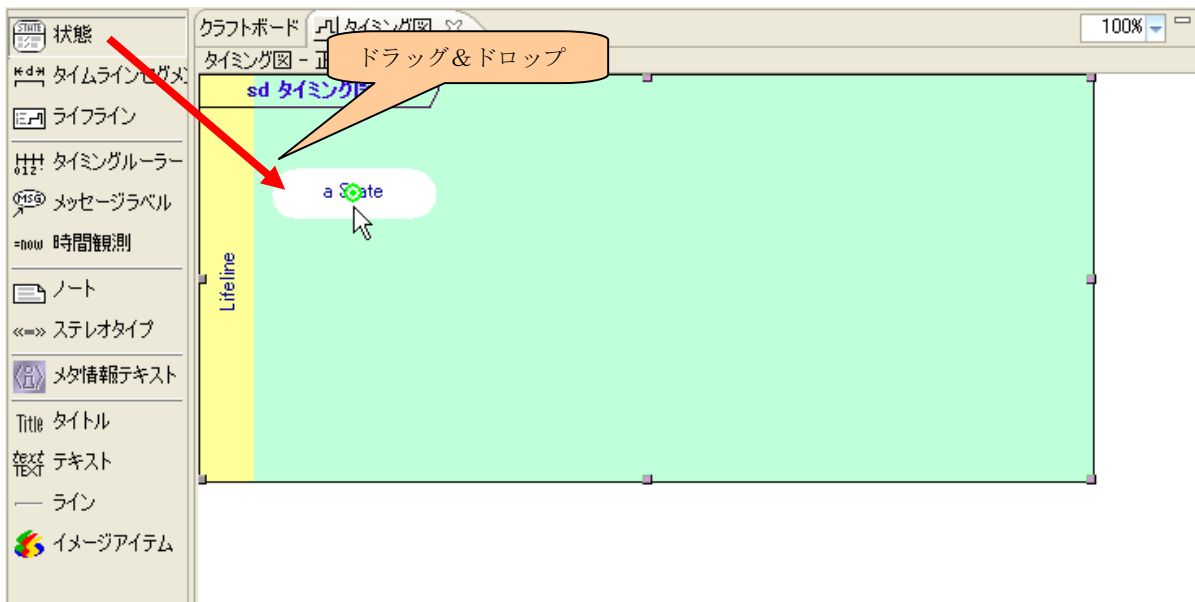 状態
タイムラインセグメ
ライフライン
タイミングルーラー
メッセージラベル
=now 時間観測
ノート
«=» ステレオタイプ
メタ情報テキスト
Title タイトル
text TEXT テキスト
ライン
イメージアイテム
クラフトボード
タイミング図
100%
タイミング図 -
ドラッグ＆ドロップ
sd タイミング
a State
Lifeline